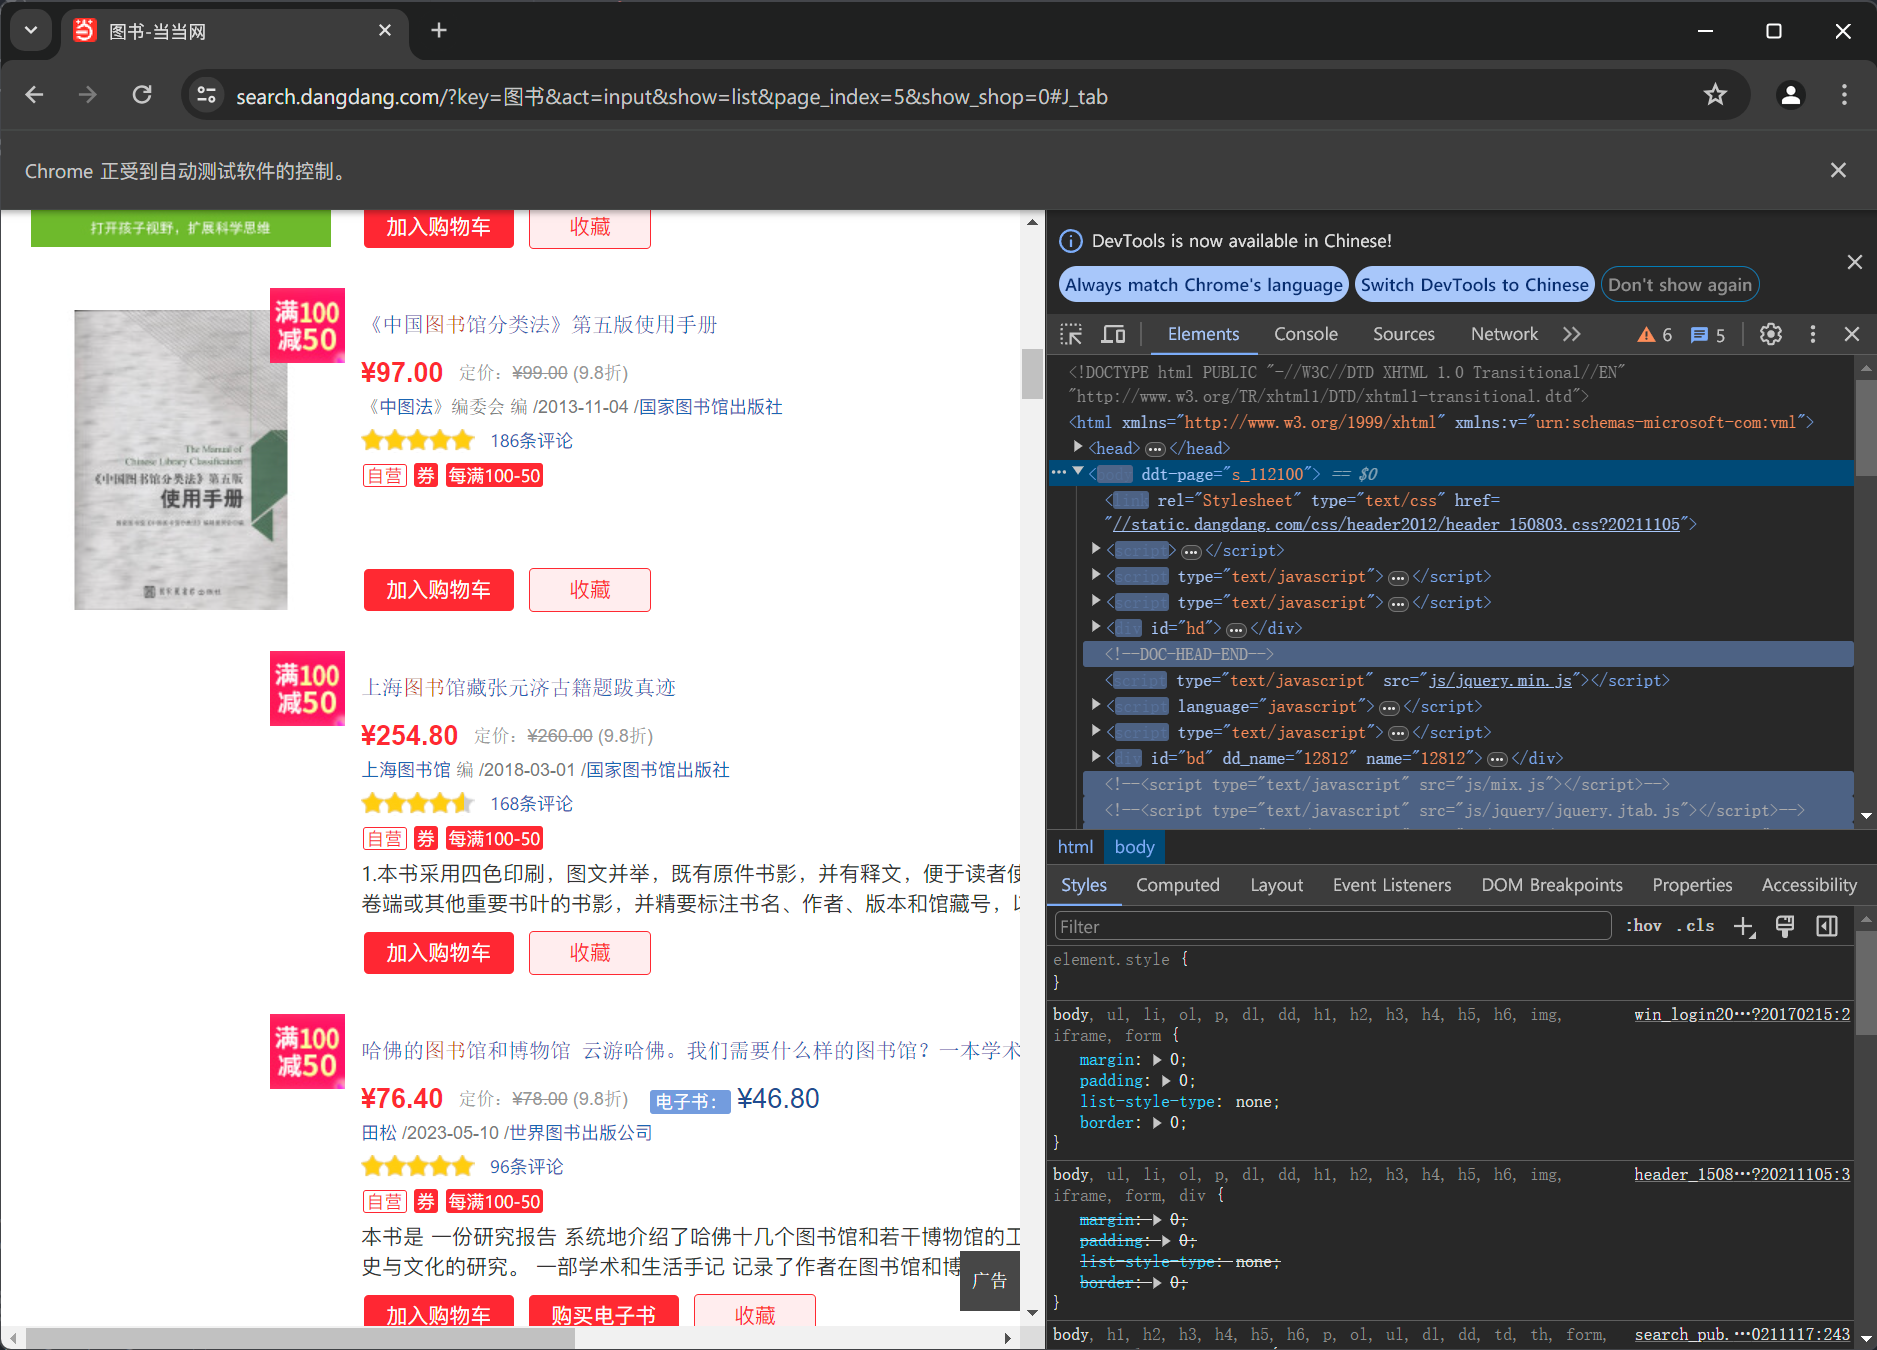 图书-当当网
search.dangdang.com/?key=图书&act=input&show=list&page_index=5&show_shop=0#J_tab
Chrome 正受到自动测试软件的控制。
打开孩子视野，扩展科学思维
加入购物车 收藏
满100
减50
《中国图书馆分类法》第五版使用手册
¥97.00 定价：¥99.00 (9.8折)
《中图法》编委会 编 /2013-11-04 /国家图书馆出版社
186条评论
自营 券 每满100-50
The Manual of
Chinese Library Classification
《中国图书馆分类法》第五版
使用手册
加入购物车 收藏
满100
减50
上海图书馆藏张元济古籍题跋真迹
¥254.80 定价：¥260.00 (9.8折)
上海图书馆 编 /2018-03-01 /国家图书馆出版社
168条评论
自营 券 每满100-50
1.本书采用四色印刷，图文并举，既有原件书影，并有释文，便于读者使
卷端或其他重要书叶的书影，并精要标注书名、作者、版本和馆藏号，以
加入购物车 收藏
满100
减50
哈佛的图书馆和博物馆 云游哈佛。我们需要什么样的图书馆？一本学术
¥76.40 定价：¥78.00 (9.8折) 电子书： ¥46.80
田松 /2023-05-10 /世界图书出版公司
96条评论
自营 券 每满100-50
本书是 一份研究报告 系统地介绍了哈佛十几个图书馆和若干博物馆的工
史与文化的研究。 一部学术和生活手记 记录了作者在图书馆和博
广告
加入购物车 购买电子书 收藏
DevTools is now available in Chinese!
Always match Chrome's language Switch DevTools to Chinese Don't show again
Elements Console Sources Network 6 5
<!DOCTYPE html PUBLIC "-//W3C//DTD XHTML 1.0 Transitional//EN"
"http://www.w3.org/TR/xhtml1/DTD/xhtml1-transitional.dtd">
<html xmlns="http://www.w3.org/1999/xhtml" xmlns:v="urn:schemas-microsoft-com:vml">
<head>…</head>
<body ddt-page="s_112100"> == $0
<link rel="Stylesheet" type="text/css" href=
"//static.dangdang.com/css/header2012/header_150803.css?20211105">
<script>…</script>
<script type="text/javascript">…</script>
<script type="text/javascript">…</script>
<div id="hd">…</div>
<!--DOC-HEAD-END-->
<script type="text/javascript" src="js/jquery.min.js"></script>
<script language="javascript">…</script>
<script type="text/javascript">…</script>
<div id="bd" dd_name="12812" name="12812">…</div>
<!--<script type="text/javascript" src="js/mix.js"></script>-->
<!--<script type="text/javascript" src="js/jquery/jquery.jtab.js"></script>-->
html body
Styles Computed Layout Event Listeners DOM Breakpoints Properties Accessibility
Filter :hov .cls
element.style {
}
body, ul, li, ol, p, dl, dd, h1, h2, h3, h4, h5, h6, img, win_login20…?20170215:2
iframe, form {
margin: 0;
padding: 0;
list-style-type: none;
border: 0;
}
body, ul, li, ol, p, dl, dd, h1, h2, h3, h4, h5, h6, img, header_1508…?20211105:3
iframe, form, div {
margin: 0;
padding: 0;
list-style-type: none;
border: 0;
}
body, h1, h2, h3, h4, h5, h6, p, ol, ul, dl, dd, td, th, form, search_pub.…0211117:243